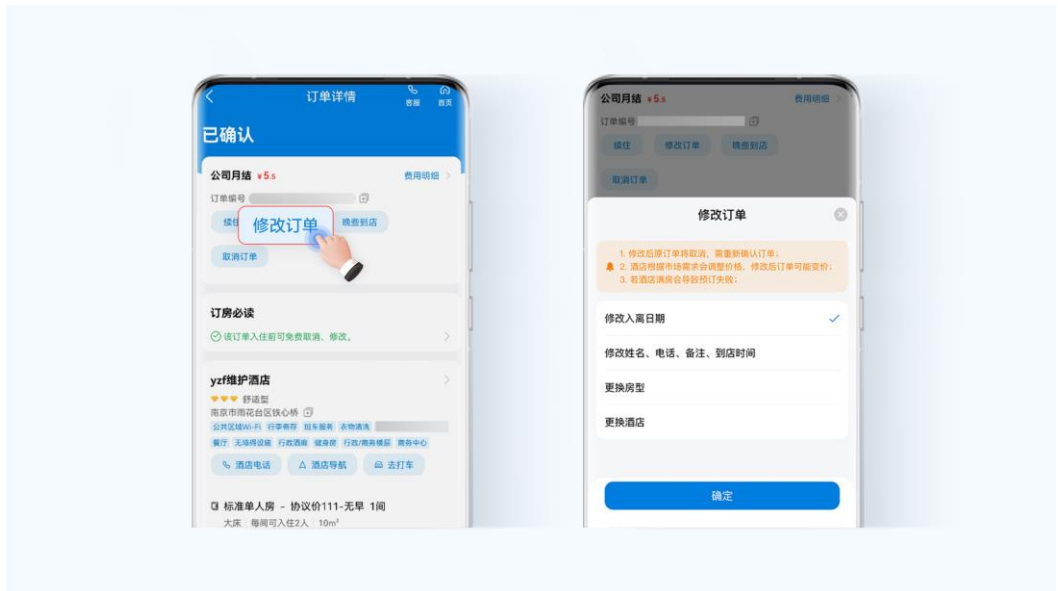 订单详情
客服
首页
已确认
公司月结 ¥5.5
费用明细
订单编号
续住
修改订单
晚些到店
取消订单
订房必读
该订单入住前可免费取消、修改。
yzf维护酒店
舒适型
南京市雨花台区铁心桥
公共区域Wi-Fi 行李寄存 班车服务 衣物清洗
餐厅 无障碍设施 行政酒廊 健身房 行政/商务楼层 商务中心
酒店电话
酒店导航
去打车
标准单人房 - 协议价111-无早 1间
大床 每间可入住2人 10m²
公司月结 ¥5.5
费用明细
订单编号
续住
修改订单
晚些到店
取消订单
修改订单
1. 修改后原订单将取消，需重新确认订单；
2. 酒店根据市场需求会调整价格，修改后订单可能变价；
3. 若酒店满房会导致预订失败；
修改入离日期
修改姓名、电话、备注、到店时间
更换房型
更换酒店
确定